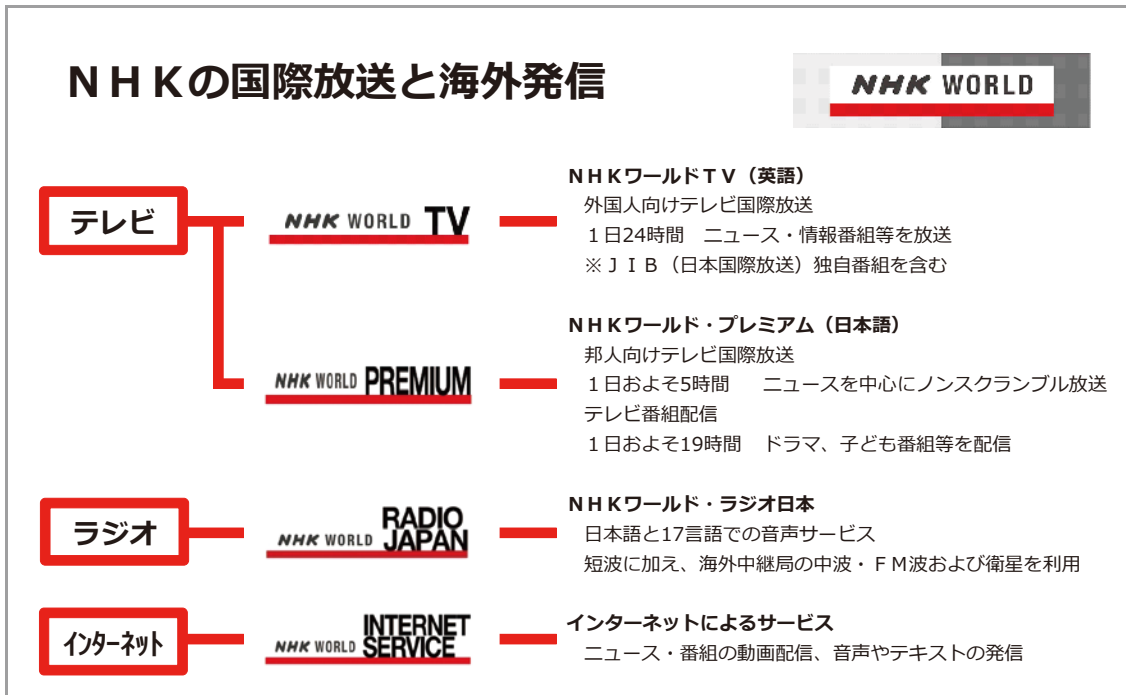 ＮＨＫの国際放送と海外発信
NHK WORLD
テレビ
NHK WORLD TV
ＮＨＫワールドＴＶ（英語）
外国人向けテレビ国際放送
１日24時間　ニュース・情報番組等を放送
※ＪＩＢ（日本国際放送）独自番組を含む
NHK WORLD PREMIUM
ＮＨＫワールド・プレミアム（日本語）
邦人向けテレビ国際放送
１日およそ5時間　　ニュースを中心にノンスクランブル放送
テレビ番組配信
１日およそ19時間　ドラマ、子ども番組等を配信
ラジオ
NHK WORLD RADIO JAPAN
ＮＨＫワールド・ラジオ日本
日本語と17言語での音声サービス
短波に加え、海外中継局の中波・ＦＭ波および衛星を利用
インターネット
NHK WORLD INTERNET SERVICE
インターネットによるサービス
ニュース・番組の動画配信、音声やテキストの発信